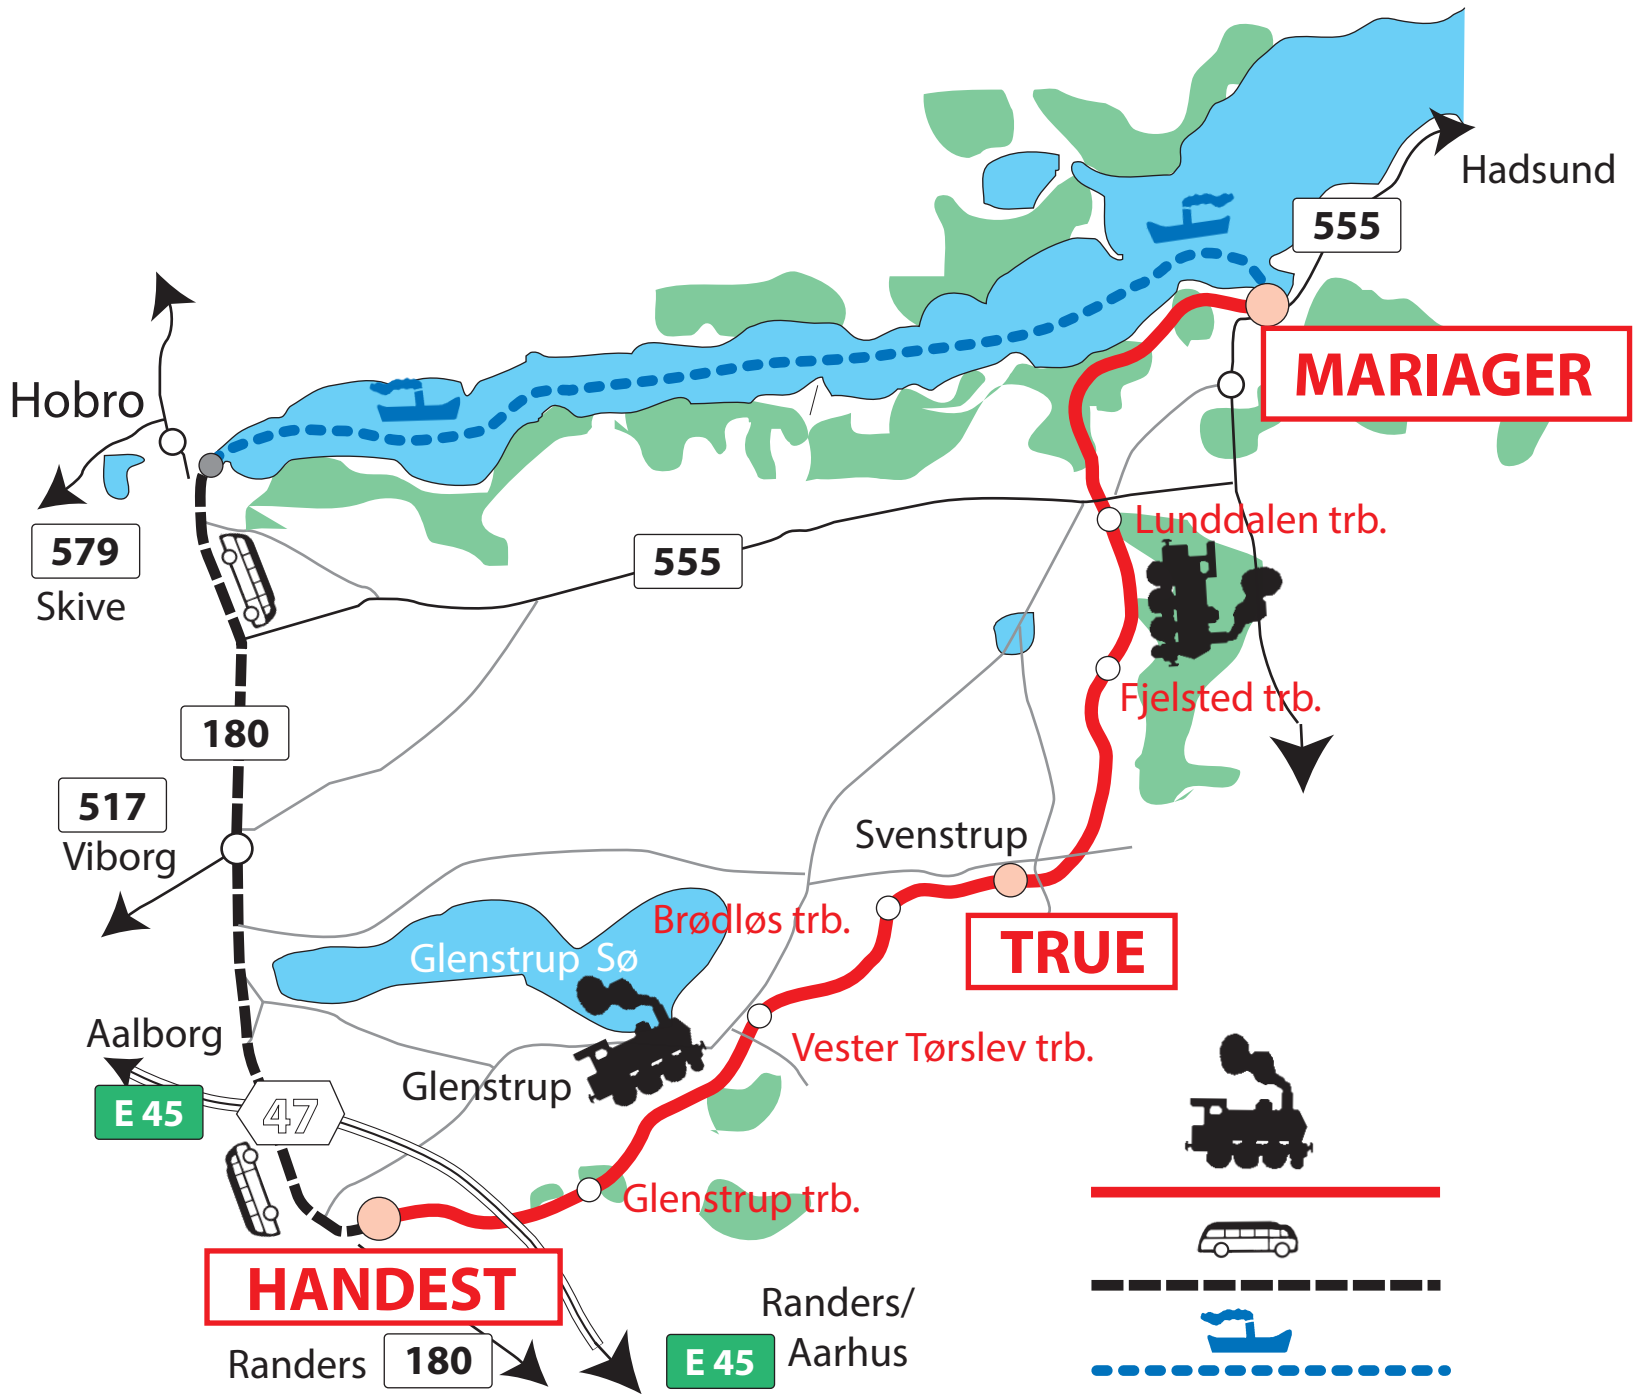 Hadsund
555
MARIAGER
Hobro
579
Skive
555
Lunddalen trb.
Fjelsted trb.
180
517
Viborg
Svenstrup
Brødløs trb.
TRUE
Glenstrup Sø
Aalborg
Vester Tørslev trb.
Glenstrup
E 45
47
Glenstrup trb.
HANDEST
Randers/
Aarhus
Randers
180
E 45